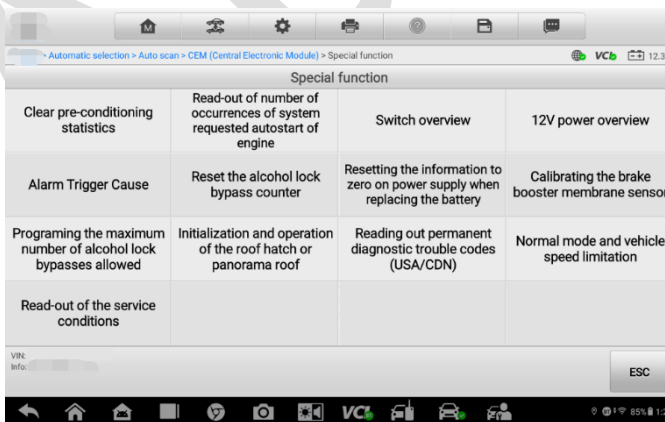 > Automatic selection > Auto scan > CEM (Central Electronic Module) > Special function
VCI
12.3
Special function
Clear pre-conditioning
statistics
Read-out of number of
occurrences of system
requested autostart of
engine
Switch overview
12V power overview
Alarm Trigger Cause
Reset the alcohol lock
bypass counter
Resetting the information to
zero on power supply when
replacing the battery
Calibrating the brake
booster membrane sensor
Programing the maximum
number of alcohol lock
bypasses allowed
Initialization and operation
of the roof hatch or
panorama roof
Reading out permanent
diagnostic trouble codes
(USA/CDN)
Normal mode and vehicle
speed limitation
Read-out of the service
conditions
VIN:
Info:
ESC
VCI
85%